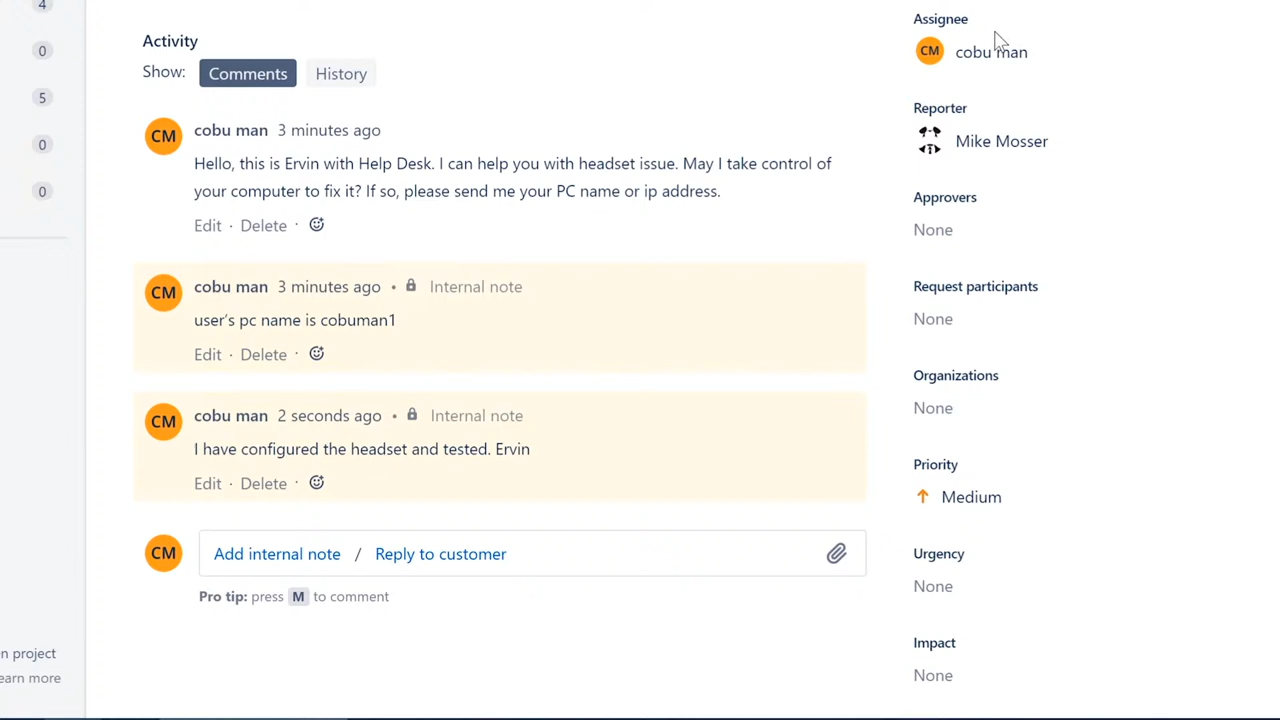 4
0
5
0
0
n project
earn more
Activity
Show: Comments History
CM cobu man 3 minutes ago
Hello, this is Ervin with Help Desk. I can help you with headset issue. May I take control of
your computer to fix it? If so, please send me your PC name or ip address.
Edit · Delete ·
CM cobu man 3 minutes ago • Internal note
user's pc name is cobuman1
Edit · Delete ·
CM cobu man 2 seconds ago • Internal note
I have configured the headset and tested. Ervin
Edit · Delete ·
CM Add internal note / Reply to customer
Pro tip: press M to comment
Assignee
CM cobu man
Reporter
Mike Mosser
Approvers
None
Request participants
None
Organizations
None
Priority
Medium
Urgency
None
Impact
None